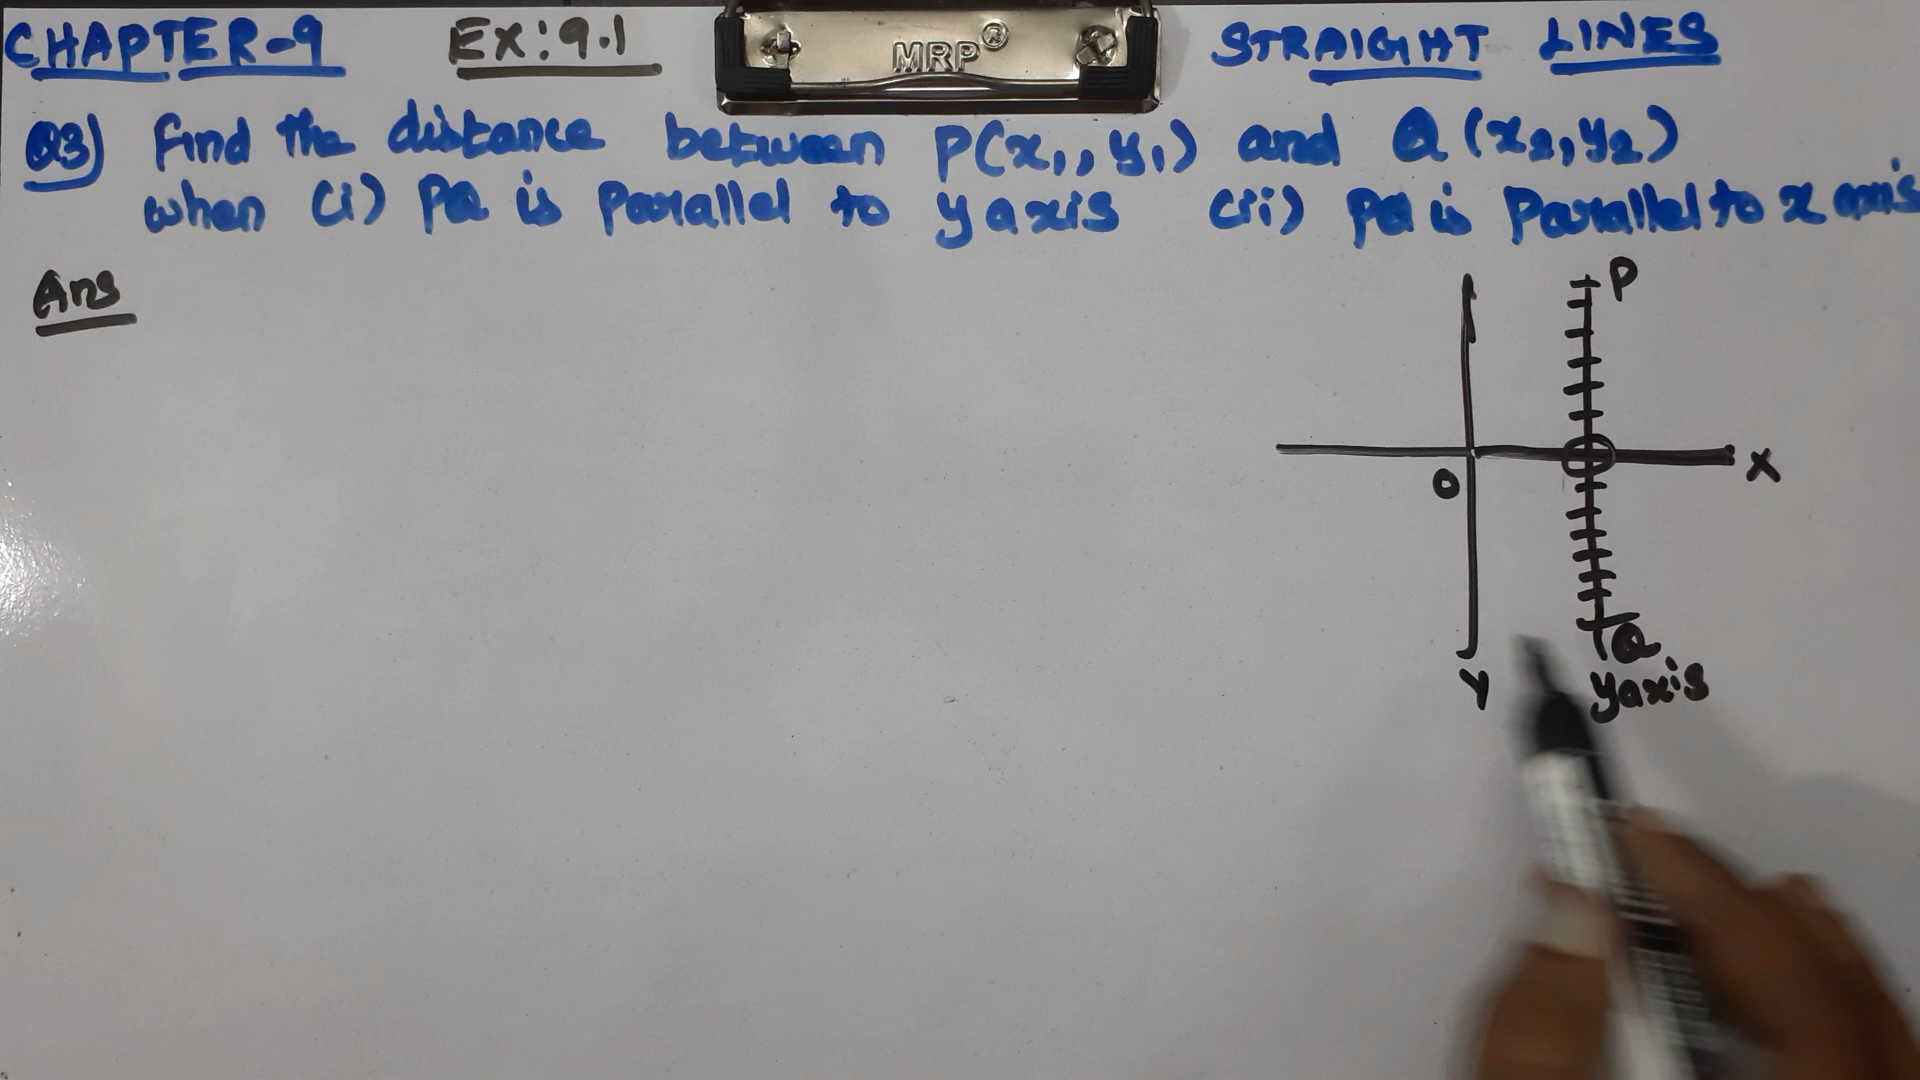 CHAPTER-9 EX:9.1 MRP® STRAIGHT LINES
Q3) Find the distance between P(x₁, y₁) and Q(x₂,y₂)
when (i) PQ is parallel to y axis (ii) PQ is parallel to x axis
Ans
P
O
X
Q
Y
y axis